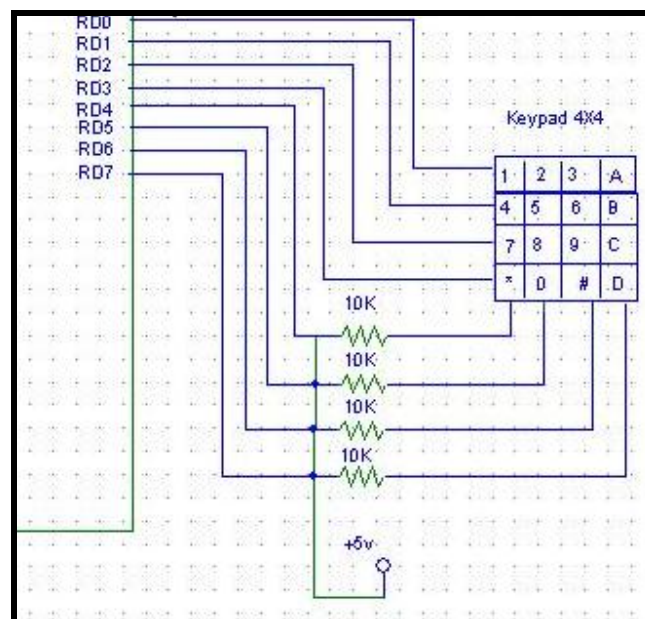 RD0
RD1
RD2
RD3
RD4
RD5
RD6
RD7
Keypad 4X4
1 2 3 A
4 5 6 B
7 8 9 C
* 0 # D
10K
10K
10K
10K
+5v